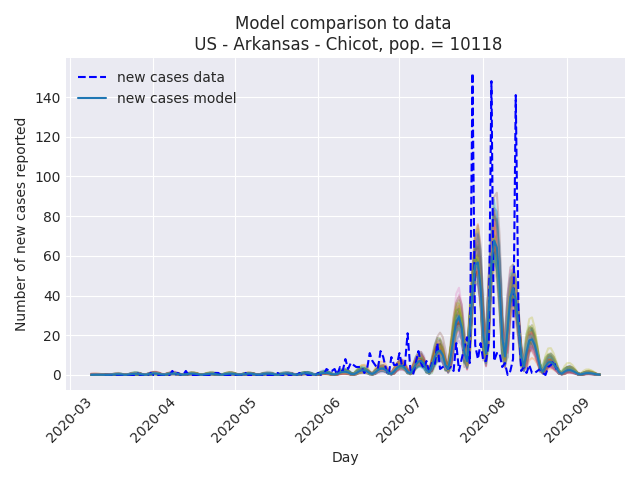 Model comparison to data
US - Arkansas - Chicot, pop. = 10118
new cases data
new cases model
Number of new cases reported
140
120
100
80
60
40
20
0
2020-03
2020-04
2020-05
2020-06
2020-07
2020-08
2020-09
Day